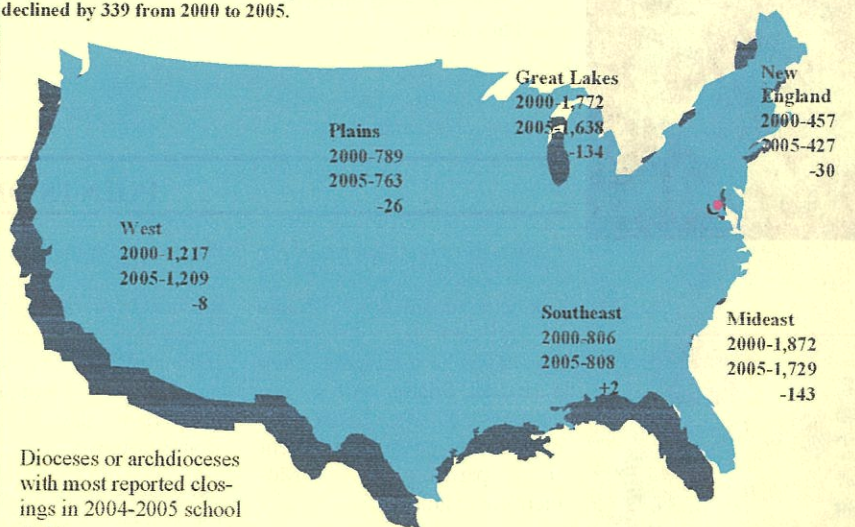 declined by 339 from 2000 to 2005.
Great Lakes
2000-1,772
2005-1,638
-134
New
England
2000-457
2005-427
-30
Plains
2000-789
2005-763
-26
West
2000-1,217
2005-1,209
-8
Southeast
2000-806
2005-808
+2
Mideast
2000-1,872
2005-1,729
-143
Dioceses or archdioceses
with most reported clos-
ings in 2004-2005 school